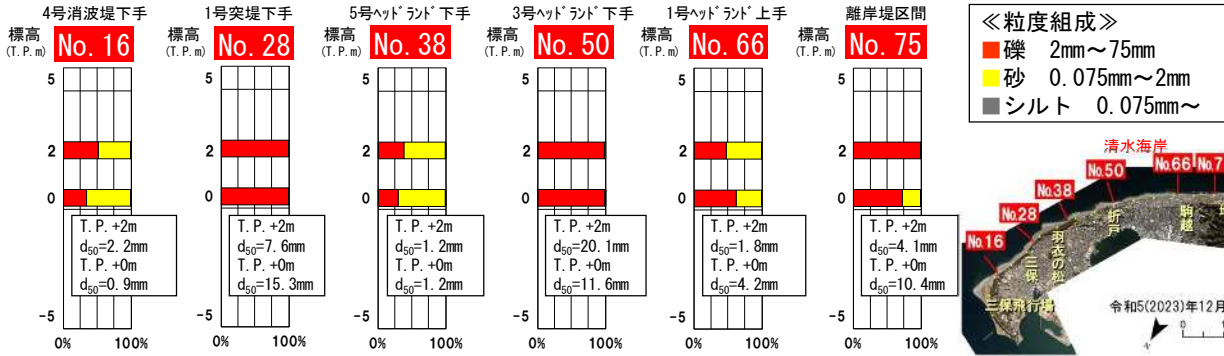 4号消波堤下手
標高
(T.P.m)
No.16
5
2
0
-5
T.P.+2m
d50=2.2mm
T.P.+0m
d50=0.9mm
0%
100%
1号突堤下手
標高
(T.P.m)
No.28
5
2
0
-5
T.P.+2m
d50=7.6mm
T.P.+0m
d50=15.3mm
0%
100%
5号ﾍｯﾄﾞﾗﾝﾄﾞ下手
標高
(T.P.m)
No.38
5
2
0
-5
T.P.+2m
d50=1.2mm
T.P.+0m
d50=1.2mm
0%
100%
3号ﾍｯﾄﾞﾗﾝﾄﾞ下手
標高
(T.P.m)
No.50
5
2
0
-5
T.P.+2m
d50=20.1mm
T.P.+0m
d50=11.6mm
0%
100%
1号ﾍｯﾄﾞﾗﾝﾄﾞ上手
標高
(T.P.m)
No.66
5
2
0
-5
T.P.+2m
d50=1.8mm
T.P.+0m
d50=4.2mm
0%
100%
離岸堤区間
標高
(T.P.m)
No.75
5
2
0
-5
T.P.+2m
d50=4.1mm
T.P.+0m
d50=10.4mm
0%
100%
≪粒度組成≫
礫 2mm～75mm
砂 0.075mm～2mm
シルト 0.075mm～
清水海岸
No.16
No.28
No.38
No.50
No.66
No.7
三保飛行場
三保
羽衣の松
折戸
駒越
令和5(2023)年12月
0